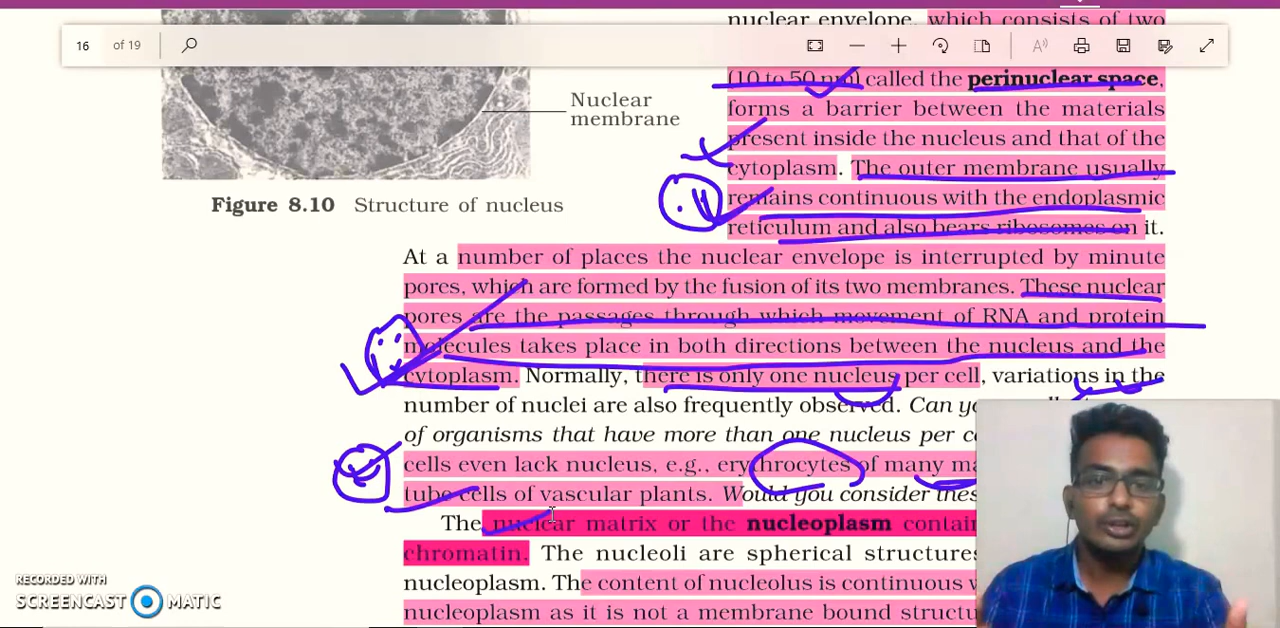 nuclear envelope, which consists of two
16 of 19
(10 to 50 nm) called the perinuclear space,
forms a barrier between the materials
present inside the nucleus and that of the
cytoplasm. The outer membrane usually
remains continuous with the endoplasmic
reticulum and also bears ribosomes on it.
Nuclear
membrane
Figure 8.10 Structure of nucleus
At a number of places the nuclear envelope is interrupted by minute
pores, which are formed by the fusion of its two membranes. These nuclear
pores are the passages through which movement of RNA and protein
molecules takes place in both directions between the nucleus and the
cytoplasm. Normally, there is only one nucleus per cell, variations in the
number of nuclei are also frequently observed. Can
of organisms that have more than one nucleus per
cells even lack nucleus, e.g., erythrocytes of many
tube cells of vascular plants. Would you consider
The nuclear matrix or the nucleoplasm
chromatin. The nucleoli are spherical structures
nucleoplasm. The content of nucleolus is continuous
nucleoplasm as it is not a membrane bound
RECORDED WITH
SCREENCAST MATIC